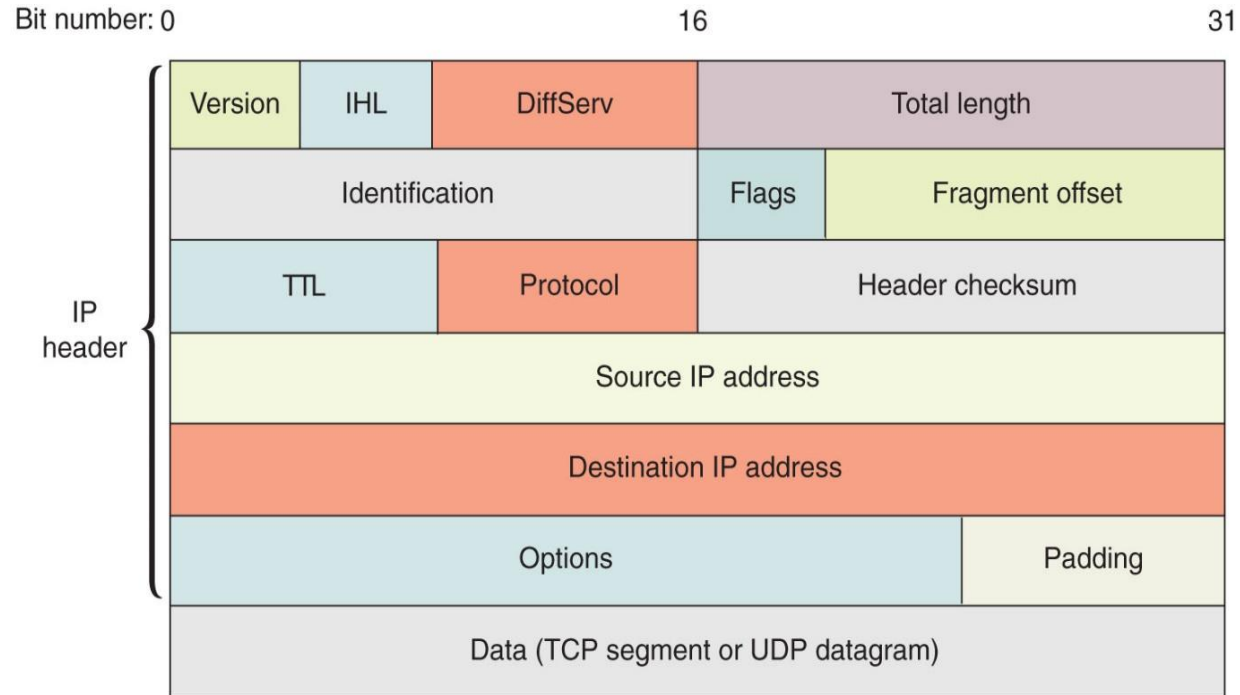 Bit number: 0 16 31
Version IHL DiffServ Total length
Identification Flags Fragment offset
TTL Protocol Header checksum
IP
header
Source IP address
Destination IP address
Options Padding
Data (TCP segment or UDP datagram)